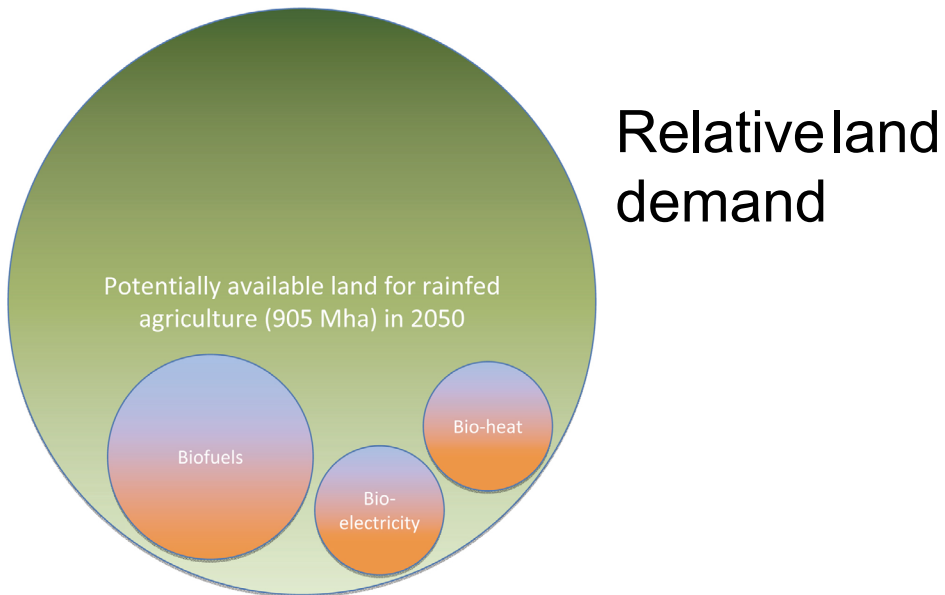 Relative land
demand
Potentially available land for rainfed
agriculture (905 Mha) in 2050
Biofuels
Bio-heat
Bio-
electricity